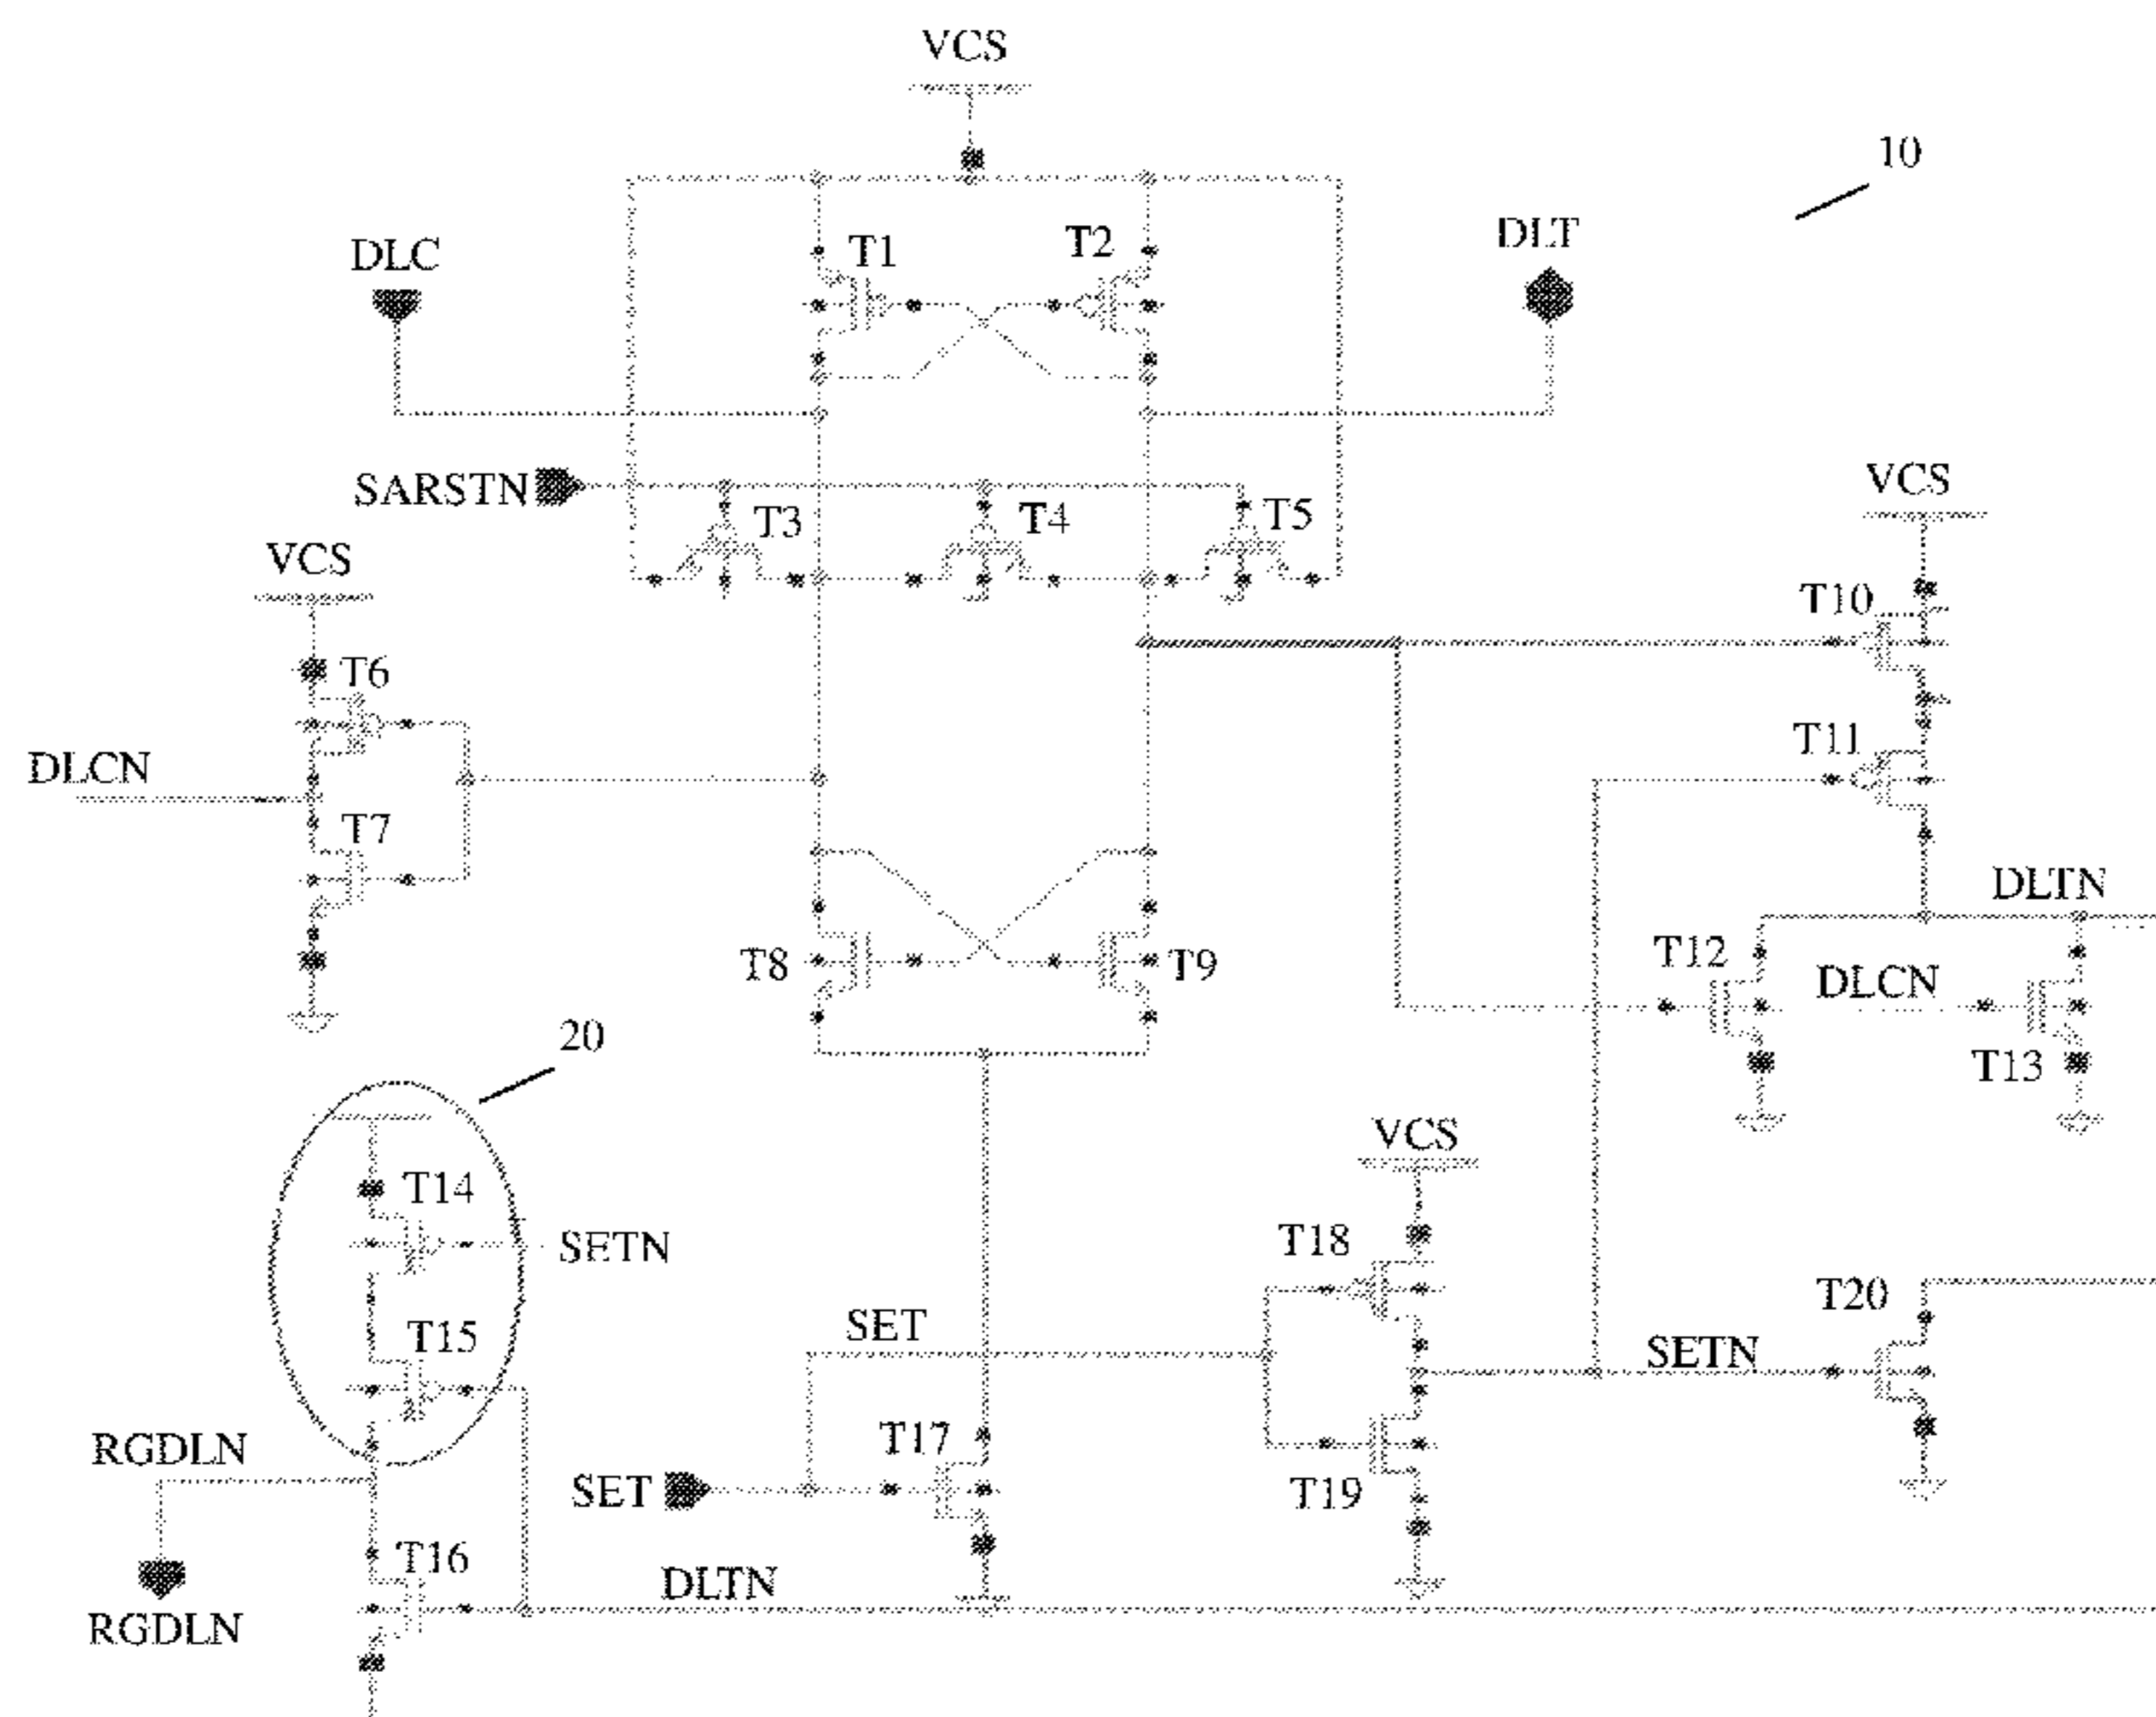 VCS
10
DLC
T1
T2
DLT
SARSTN
T3
T4
T5
VCS
VCS
T10
T6
DLCN
T11
T7
DLTN
T8
T9
T12
DLCN
T13
20
VCS
T14
SETN
T18
T20
T15
SET
SETN
RGDLN
T17
SET
T19
T16
DLTN
RGDLN